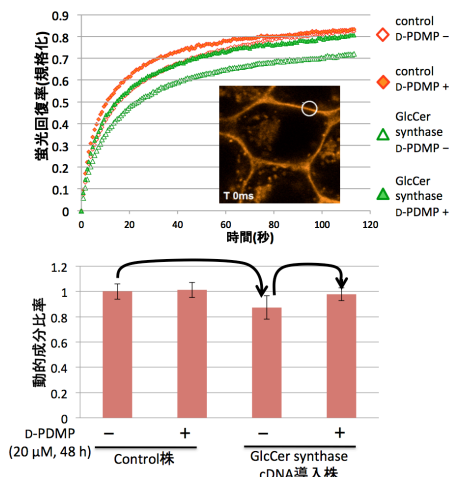 蛍光回復率(規格化)
0.9
0.8
0.7
0.6
0.5
0.4
0.3
0.2
0.1
0
0 20 40 60 80 100 120
時間(秒)
T 0ms
control
D-PDMP −
control
D-PDMP +
GlcCer
synthase
D-PDMP −
GlcCer
synthase
D-PDMP +
動的成分比率
1.2
1
0.8
0.6
0.4
0.2
0
D-PDMP − + − +
(20 μM, 48 h)
Control株
GlcCer synthase
cDNA導入株